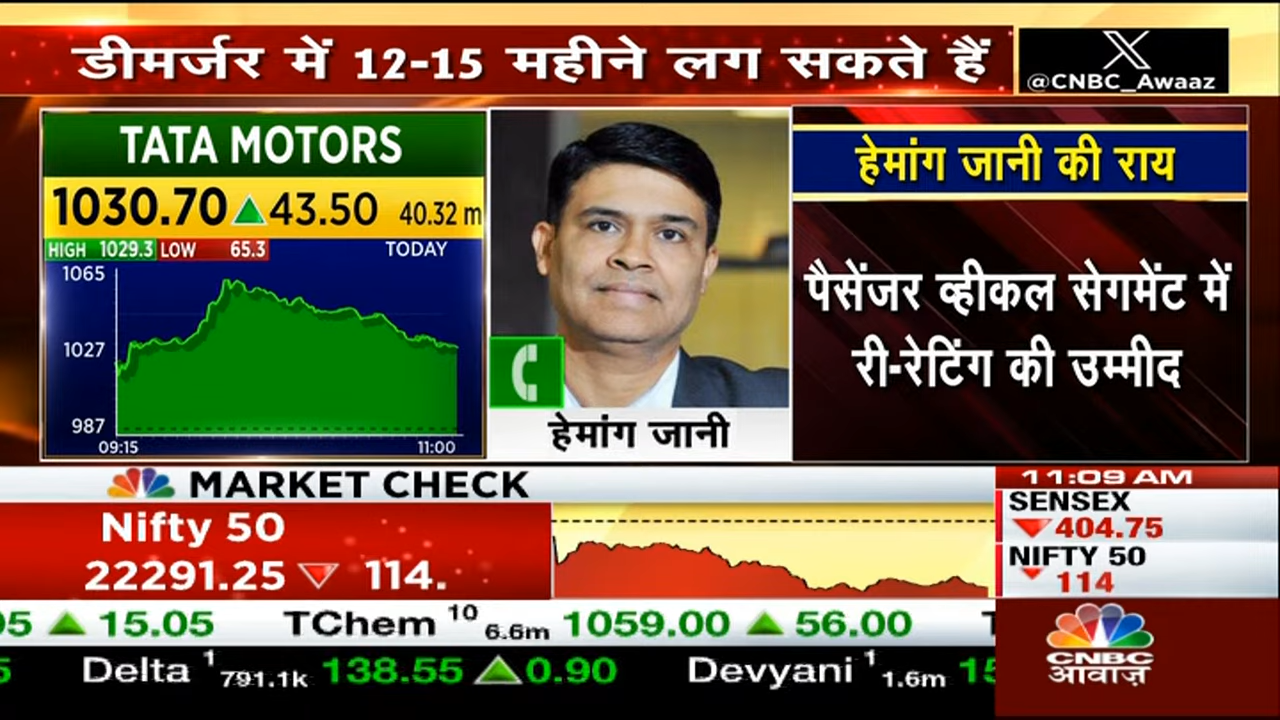 डीमर्जर में 12-15 महीने लग सकते हैं
@CNBC_Awaaz
TATA MOTORS
1030.70 ▲ 43.50 40.32 m
HIGH 1029.3 LOW 65.3 TODAY
1065
1027
987
09:15 11:00
हेमांग जानी
हेमांग जानी की राय
पैसेंजर व्हीकल सेगमेंट में
री-रेटिंग की उम्मीद
MARKET CHECK
Nifty 50
22291.25 ▼ 114.
11:09 AM
SENSEX
▼ 404.75
NIFTY 50
▼ 114
05 ▲ 15.05 TChem 10 6.6m 1059.00 ▲ 56.00 T
5 Delta 1 791.1k 138.55 ▲ 0.90 Devyani 1 1.6m 15
CNBC
आवाज़